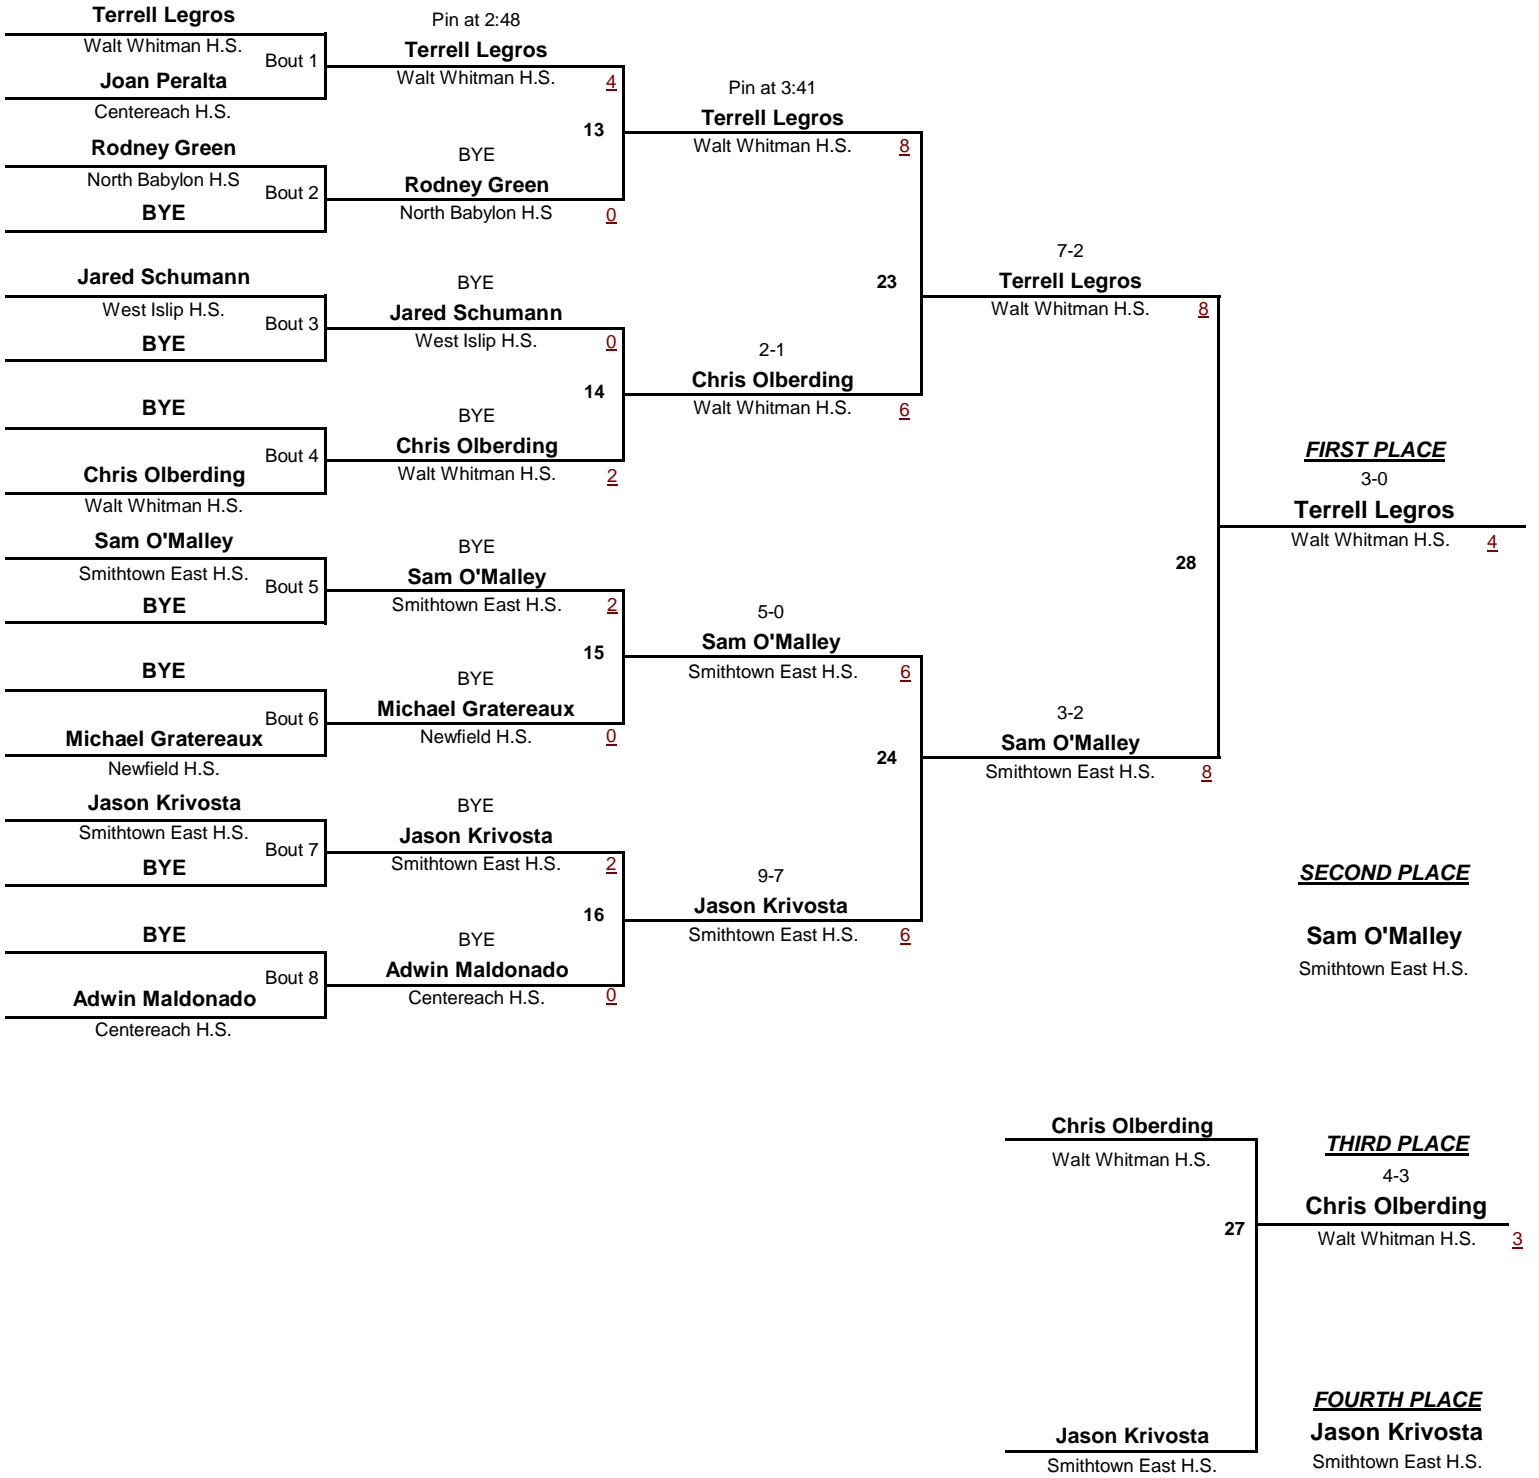 Terrell Legros
Walt Whitman H.S.
Bout 1
Joan Peralta
Centereach H.S.
Rodney Green
North Babylon H.S
Bout 2
BYE
Jared Schumann
West Islip H.S.
Bout 3
BYE
BYE
Bout 4
Chris Olberding
Walt Whitman H.S.
Sam O'Malley
Smithtown East H.S.
Bout 5
BYE
BYE
Bout 6
Michael Gratereaux
Newfield H.S.
Jason Krivosta
Smithtown East H.S.
Bout 7
BYE
BYE
Bout 8
Adwin Maldonado
Centereach H.S.
Pin at 2:48
Terrell Legros
Walt Whitman H.S. 4
13
BYE
Rodney Green
North Babylon H.S 0
BYE
Jared Schumann
West Islip H.S. 0
14
BYE
Chris Olberding
Walt Whitman H.S. 2
BYE
Sam O'Malley
Smithtown East H.S. 2
15
BYE
Michael Gratereaux
Newfield H.S. 0
BYE
Jason Krivosta
Smithtown East H.S. 2
16
BYE
Adwin Maldonado
Centereach H.S. 0
Pin at 3:41
Terrell Legros
Walt Whitman H.S. 8
23
2-1
Chris Olberding
Walt Whitman H.S. 6
5-0
Sam O'Malley
Smithtown East H.S. 6
24
9-7
Jason Krivosta
Smithtown East H.S. 6
7-2
Terrell Legros
Walt Whitman H.S. 8
28
3-2
Sam O'Malley
Smithtown East H.S. 8
FIRST PLACE
3-0
Terrell Legros
Walt Whitman H.S. 4
SECOND PLACE
Sam O'Malley
Smithtown East H.S.
Chris Olberding
Walt Whitman H.S.
27
Jason Krivosta
Smithtown East H.S.
THIRD PLACE
4-3
Chris Olberding
Walt Whitman H.S. 3
FOURTH PLACE
Jason Krivosta
Smithtown East H.S.